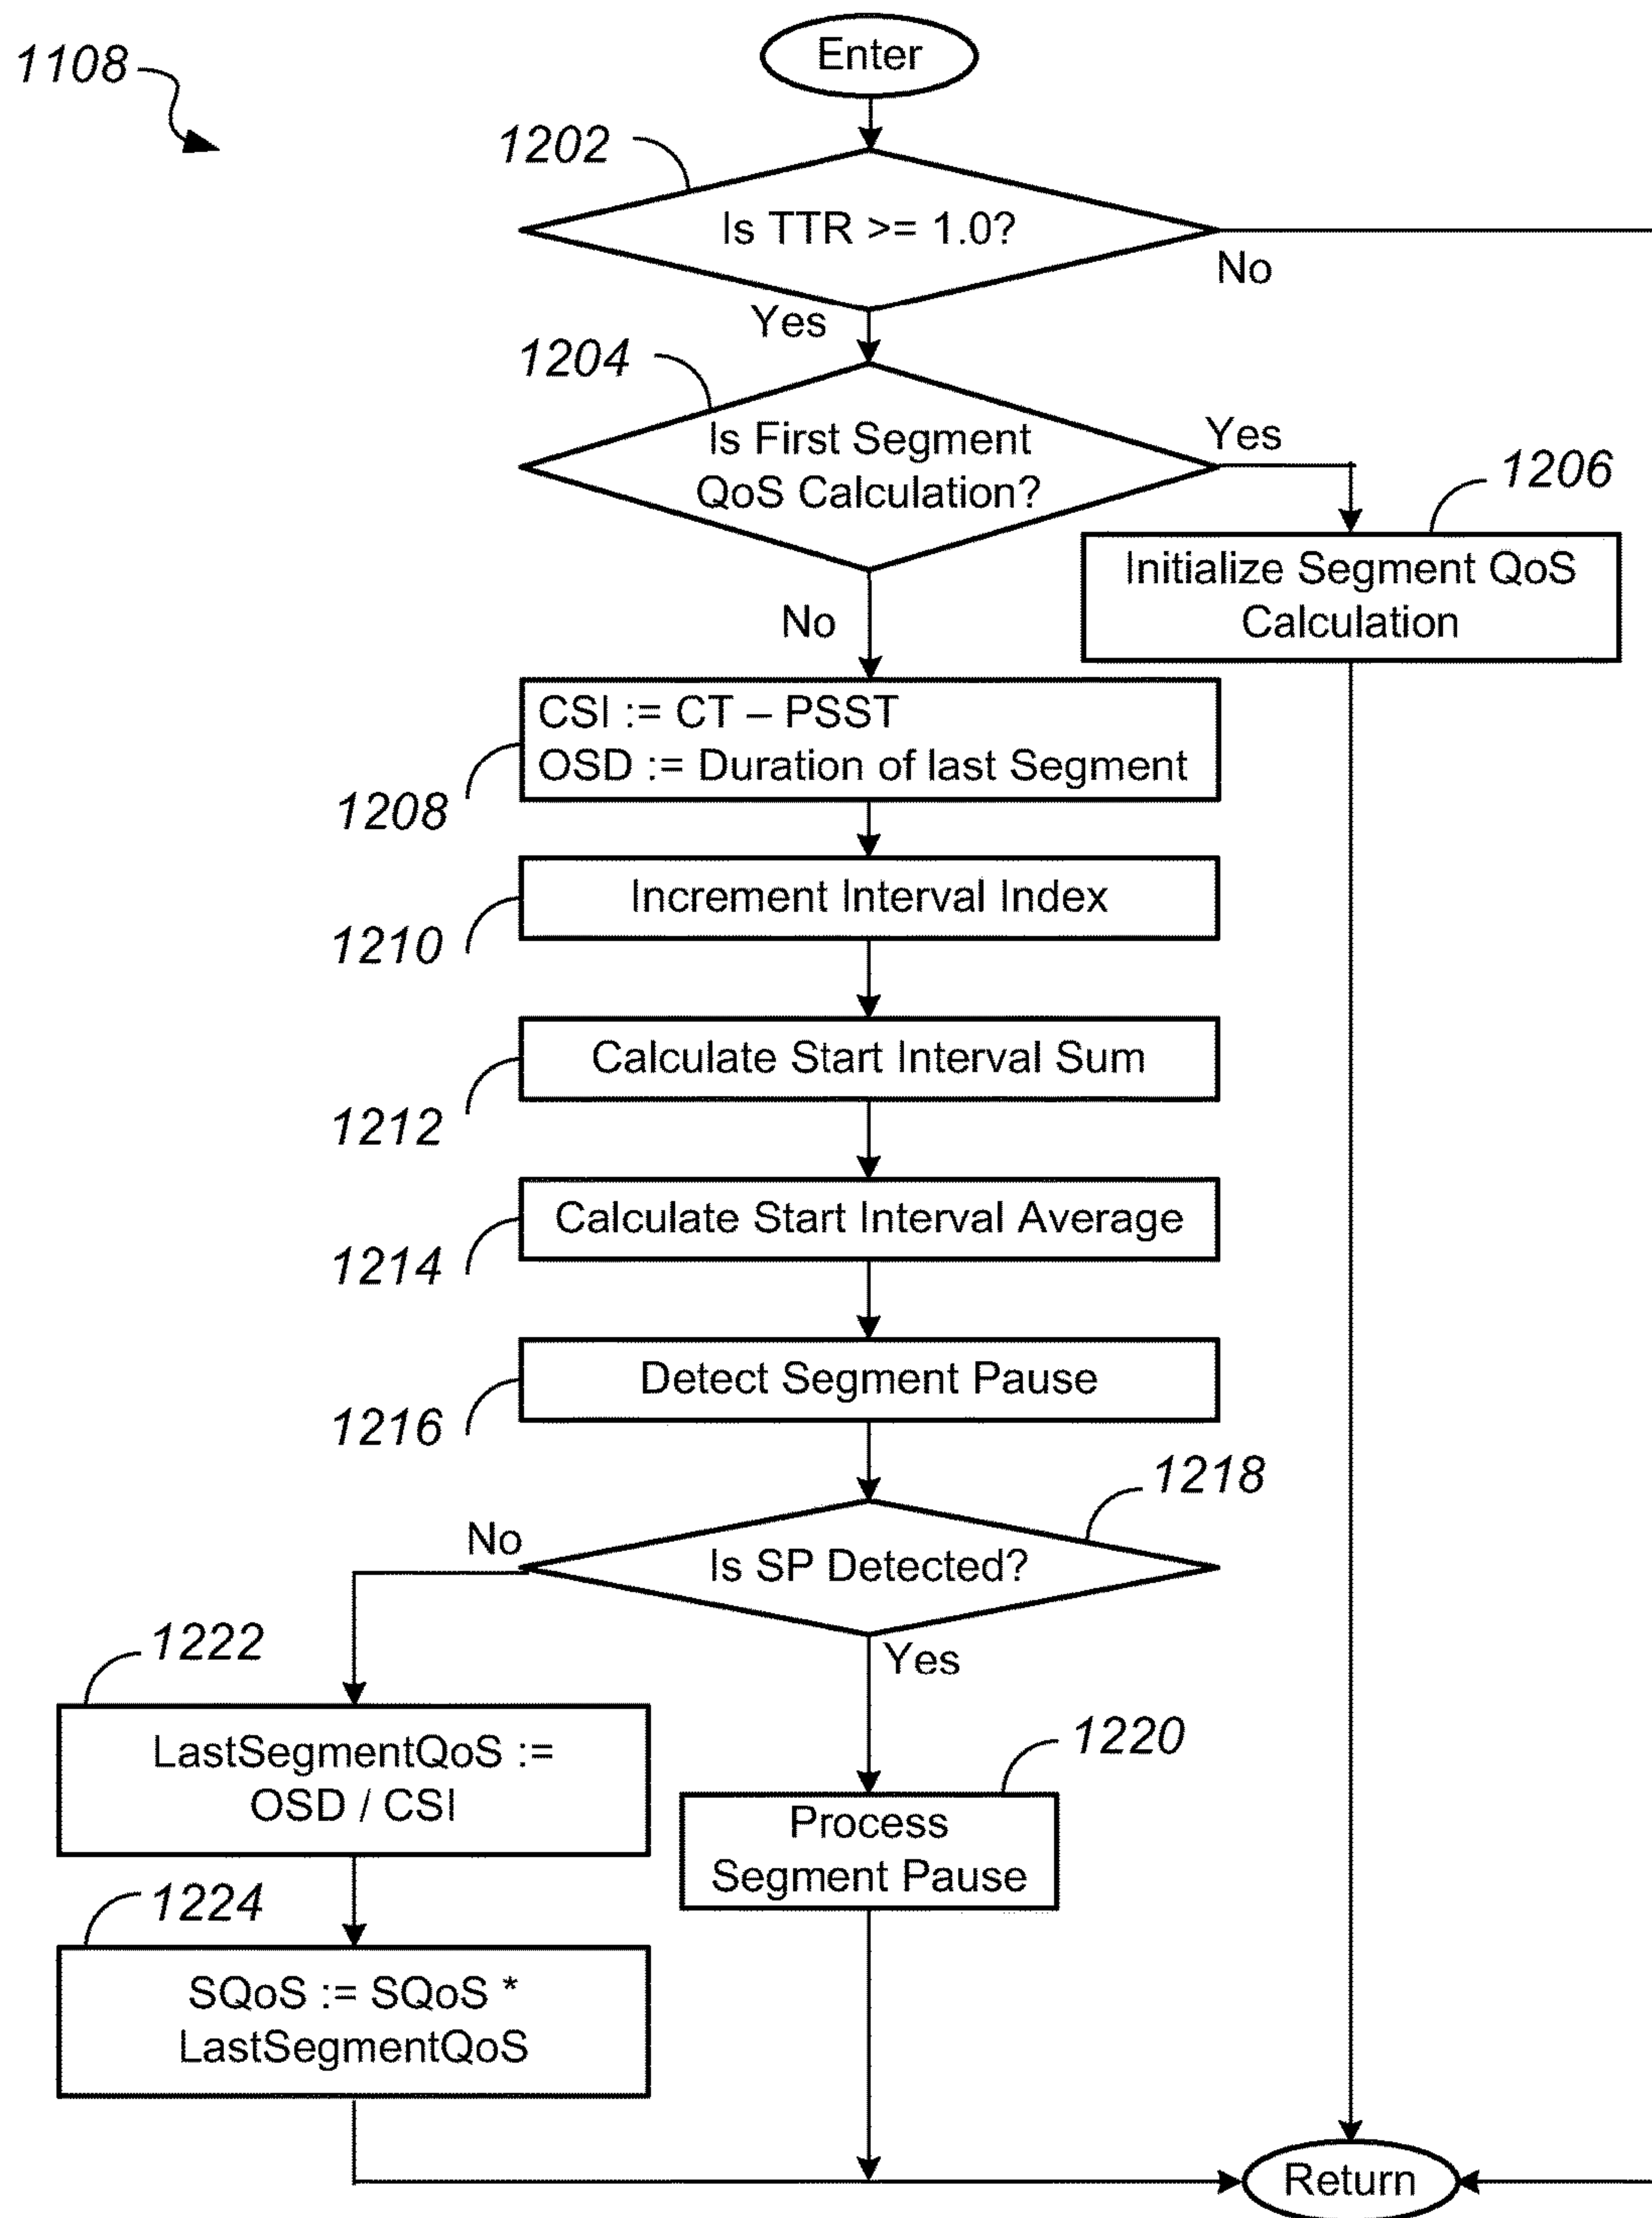 1108
Enter
1202
Is TTR >= 1.0?
No
Yes
1204
Is First Segment
QoS Calculation?
Yes
1206
Initialize Segment QoS
Calculation
No
CSI := CT – PSST
OSD := Duration of last Segment
1208
Increment Interval Index
1210
Calculate Start Interval Sum
1212
Calculate Start Interval Average
1214
Detect Segment Pause
1216
1218
Is SP Detected?
No
Yes
1222
LastSegmentQoS :=
OSD / CSI
1220
Process
Segment Pause
1224
SQoS := SQoS *
LastSegmentQoS
Return